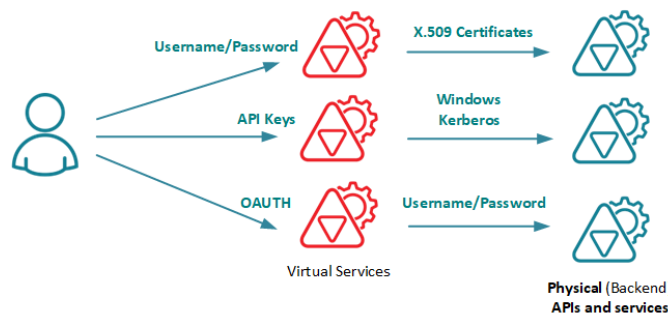 Username/Password
X.509 Certificates
API Keys
Windows
Kerberos
OAUTH
Username/Password
Virtual Services
Physical (Backend
APIs and services